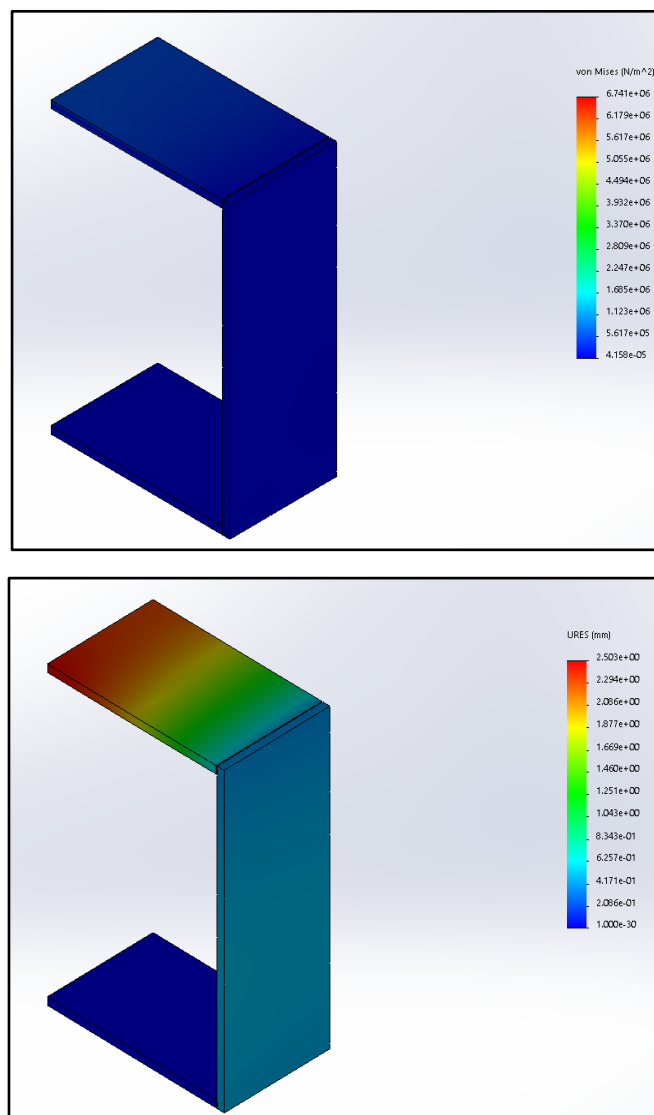 von Mises (N/m^2)
6.741e+06
6.179e+06
5.617e+06
5.055e+06
4.494e+06
3.932e+06
3.370e+06
2.809e+06
2.247e+06
1.685e+06
1.123e+06
5.617e+05
4.158e-05
URES (mm)
2.503e+00
2.294e+00
2.086e+00
1.877e+00
1.669e+00
1.460e+00
1.251e+00
1.043e+00
8.343e-01
6.257e-01
4.171e-01
2.086e-01
1.000e-30